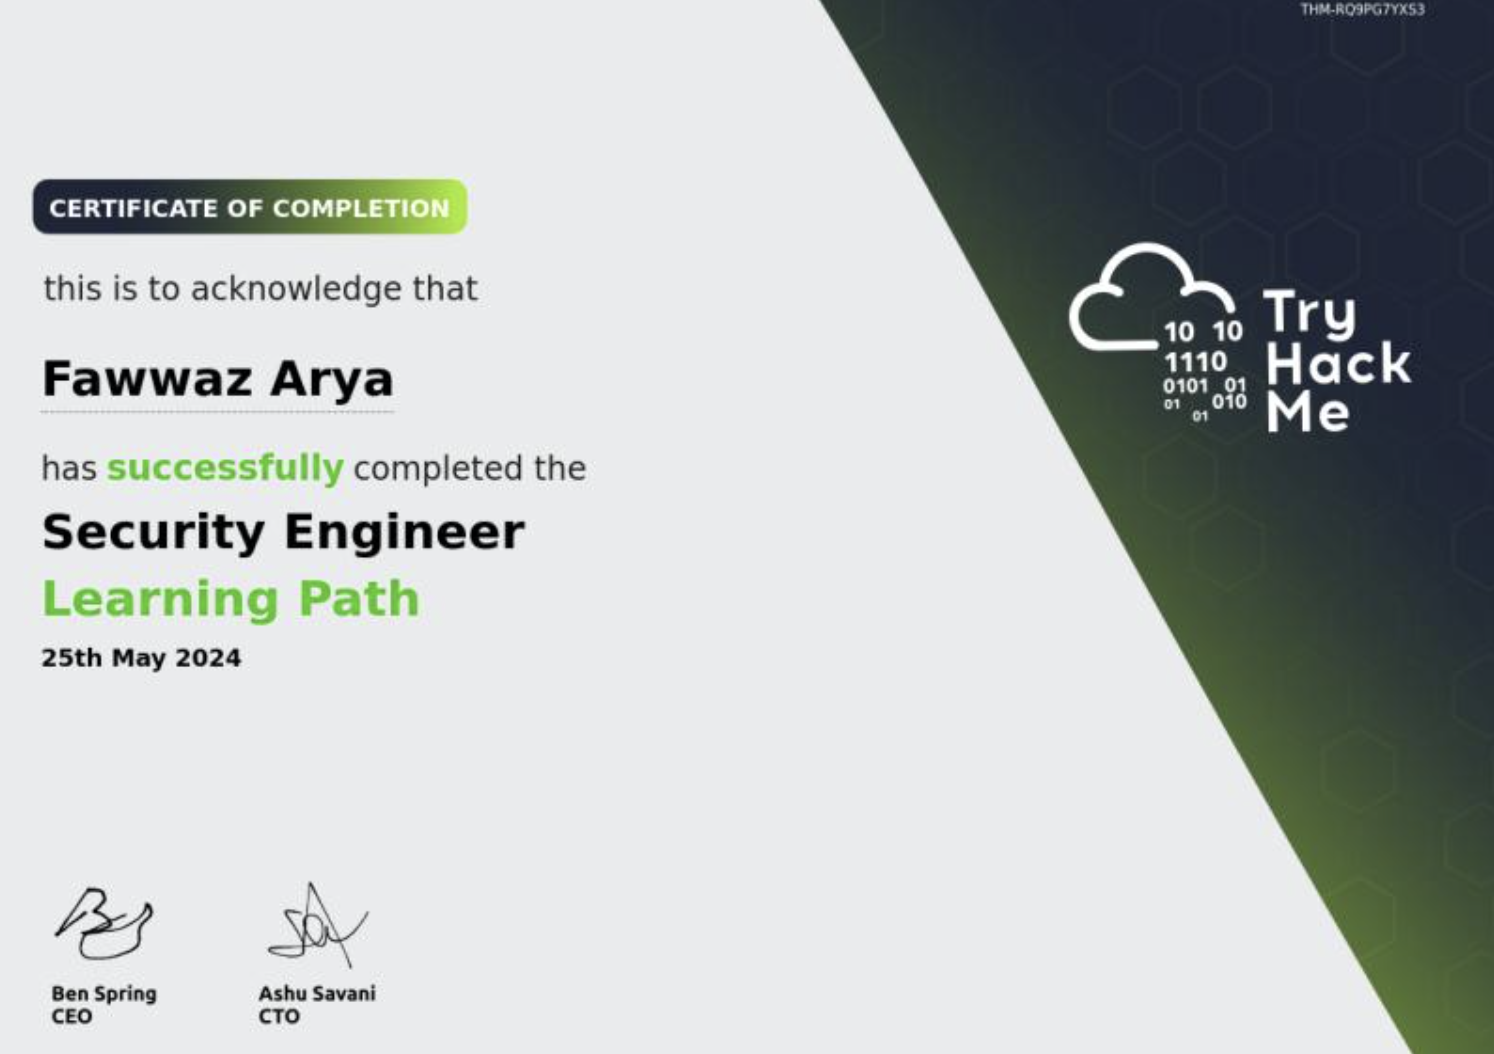 THM-RQ9PG7YXS3
CERTIFICATE OF COMPLETION
this is to acknowledge that
Fawwaz Arya
has successfully completed the
Security Engineer
Learning Path
25th May 2024
10 10
1110
0101 01
01 010
01
Try
Hack
Me
Ben Spring
CEO
Ashu Savani
CTO